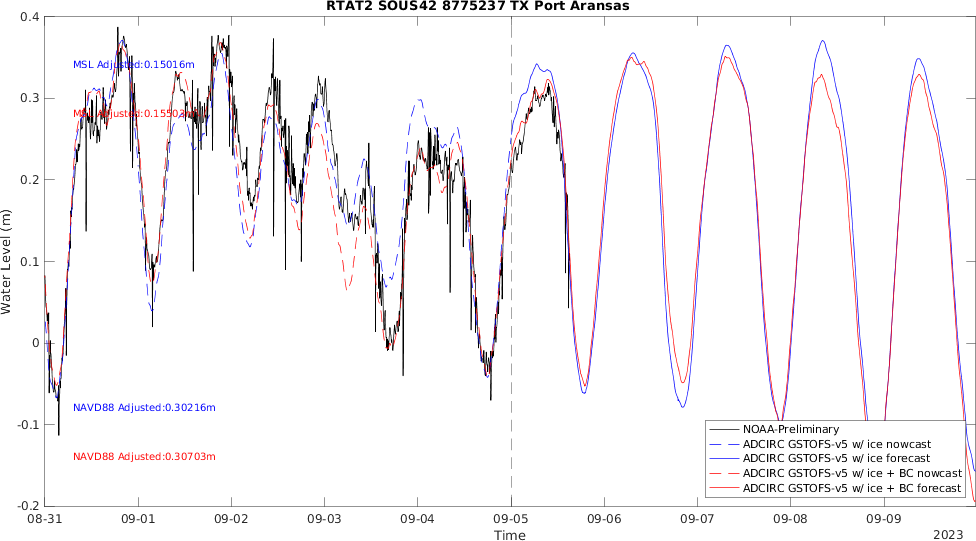 RTAT2 SOUS42 8775237 TX Port Aransas
0.4
MSL Adjusted:0.15016m
0.3
MSL Adjusted:0.15502m
0.2
Water Level (m)
0.1
0
NAVD88 Adjusted:0.30216m
-0.1
NAVD88 Adjusted:0.30703m
-0.2
NOAA-Preliminary
ADCIRC GSTOFS-v5 w/ ice nowcast
ADCIRC GSTOFS-v5 w/ ice forecast
ADCIRC GSTOFS-v5 w/ ice + BC nowcast
ADCIRC GSTOFS-v5 w/ ice + BC forecast
08-31 09-01 09-02 09-03 09-04 09-05 09-06 09-07 09-08 09-09
Time
2023